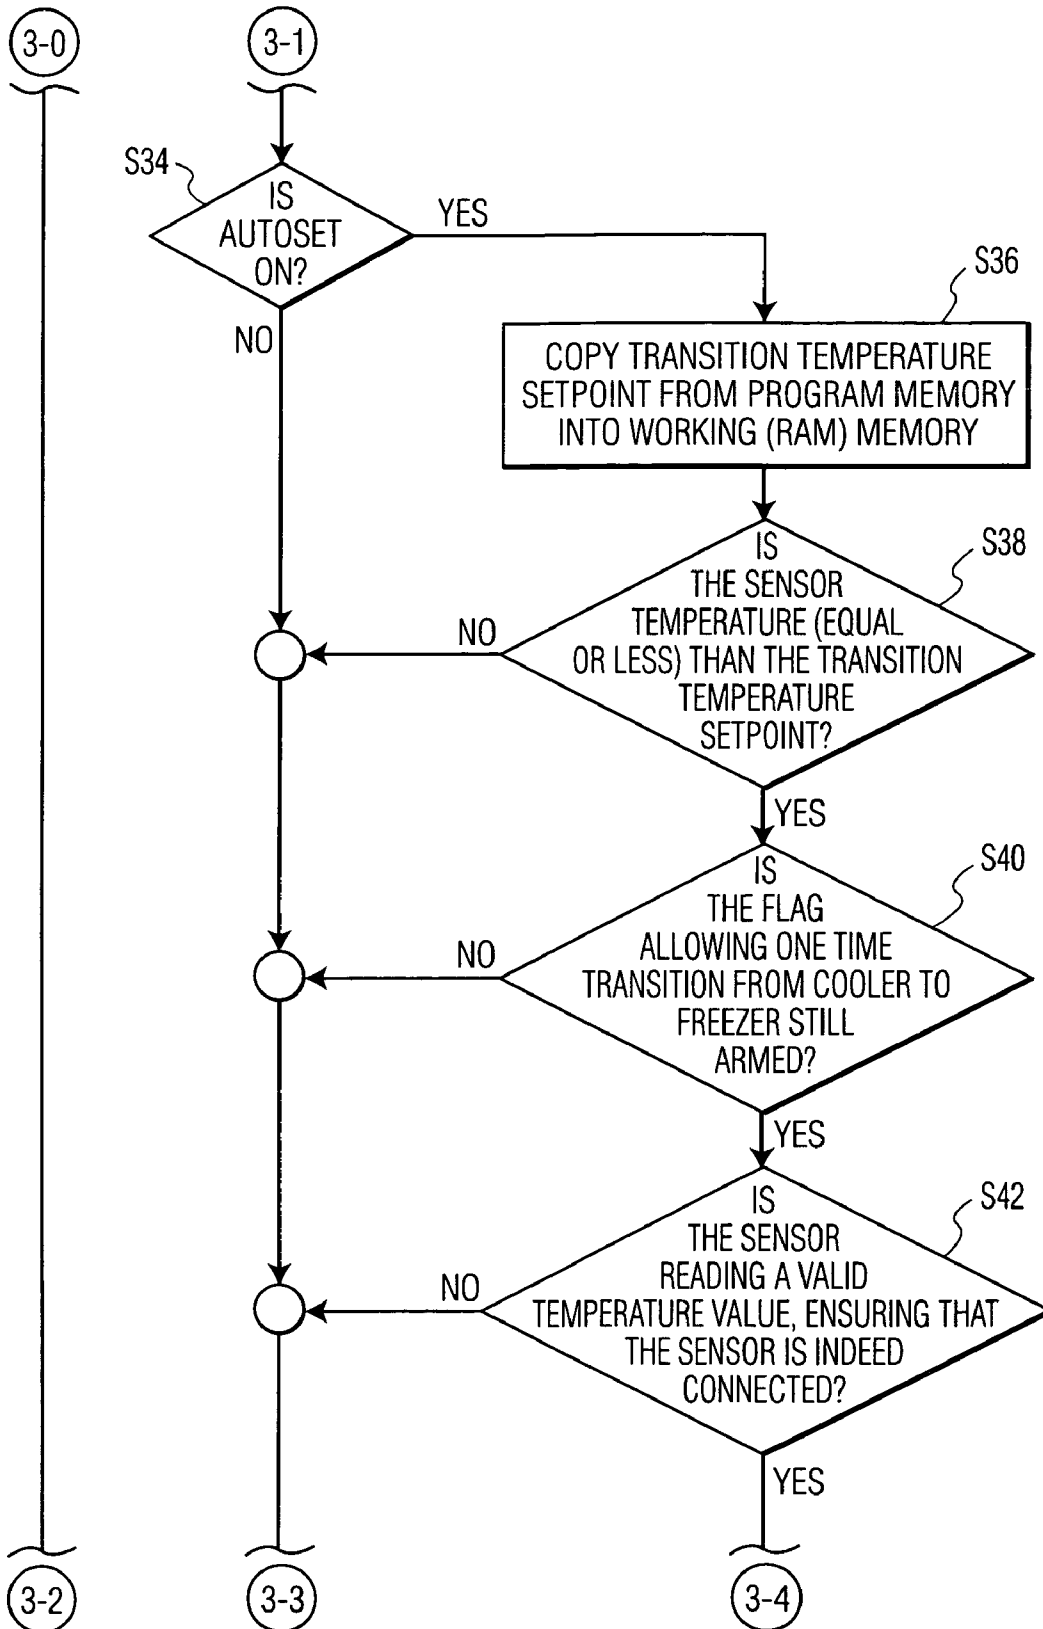 3-0
3-1
S34
IS
AUTOSET
ON?
YES
NO
S36
COPY TRANSITION TEMPERATURE
SETPOINT FROM PROGRAM MEMORY
INTO WORKING (RAM) MEMORY
S38
IS
THE SENSOR
TEMPERATURE (EQUAL
OR LESS) THAN THE TRANSITION
TEMPERATURE
SETPOINT?
NO
YES
S40
IS
THE FLAG
ALLOWING ONE TIME
TRANSITION FROM COOLER TO
FREEZER STILL
ARMED?
NO
YES
S42
IS
THE SENSOR
READING A VALID
TEMPERATURE VALUE, ENSURING THAT
THE SENSOR IS INDEED
CONNECTED?
NO
YES
3-2
3-3
3-4